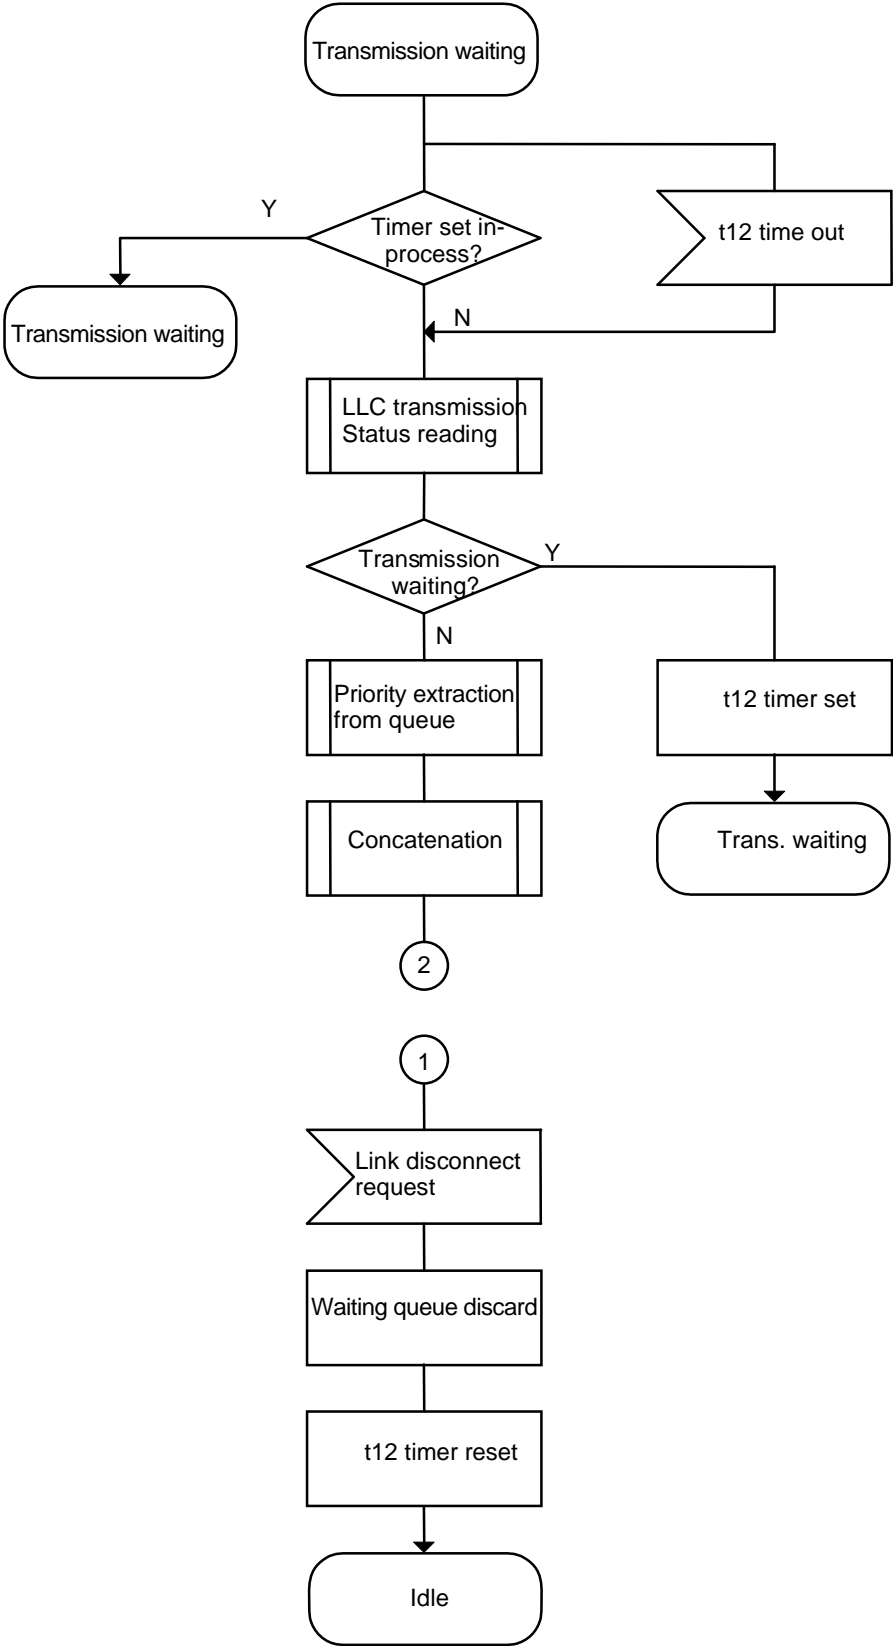 Transmission waiting
Y
Timer set in-
process?
t12 time out
N
Transmission waiting
LLC transmission
Status reading
Transmission
waiting?
Y
N
Priority extraction
from queue
t12 timer set
Concatenation
Trans. waiting
2
1
Link disconnect
request
Waiting queue discard
t12 timer reset
Idle